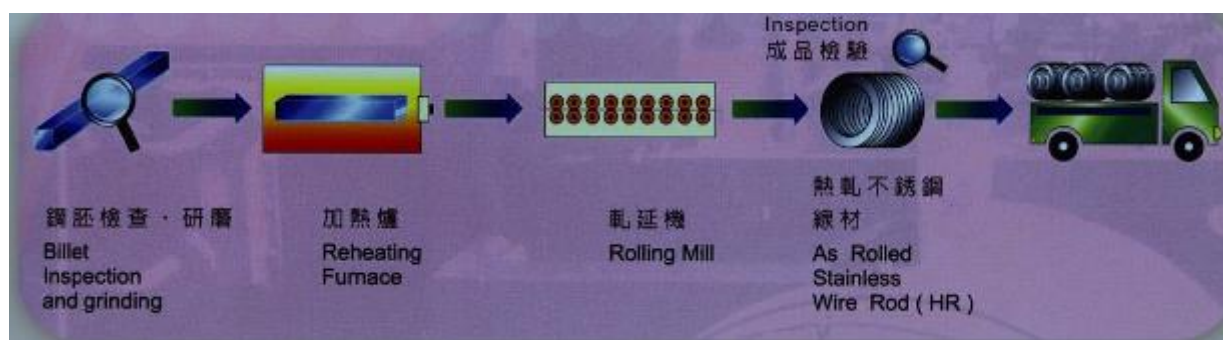 Inspection
成品檢驗
鋼胚檢查・研磨
Billet
Inspection
and grinding
加熱爐
Reheating
Furnace
軋延機
Rolling Mill
熱軋不銹鋼
線材
As Rolled
Stainless
Wire Rod ( HR )